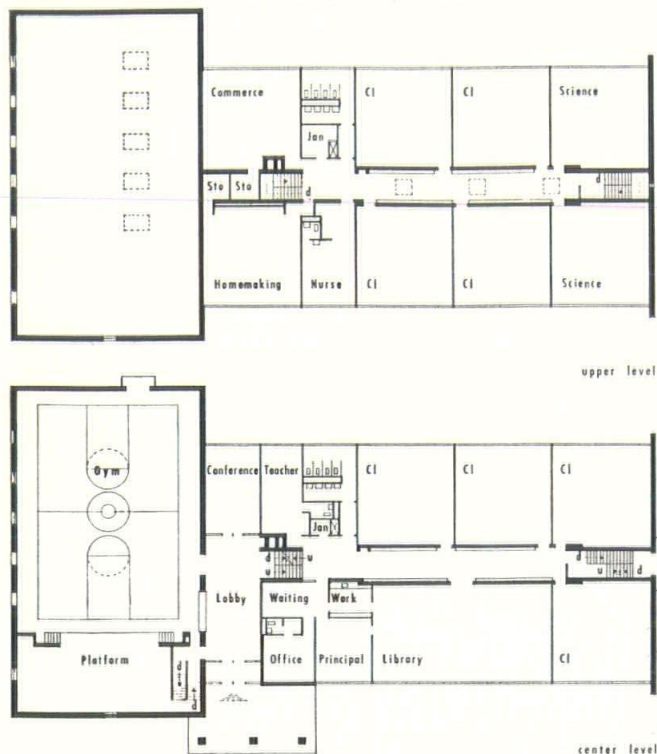 Commerce
Cl
Cl
Science
Jan
Sto Sto
d
d
Homemaking
Nurse
Cl
Cl
Science
upper level
Gym
Conference
Teacher
Cl
Cl
Cl
Jan
d u
u
d
u d
Lobby
Waiting
Work
Platform
d
d
Office
Principal
Library
Cl
center level